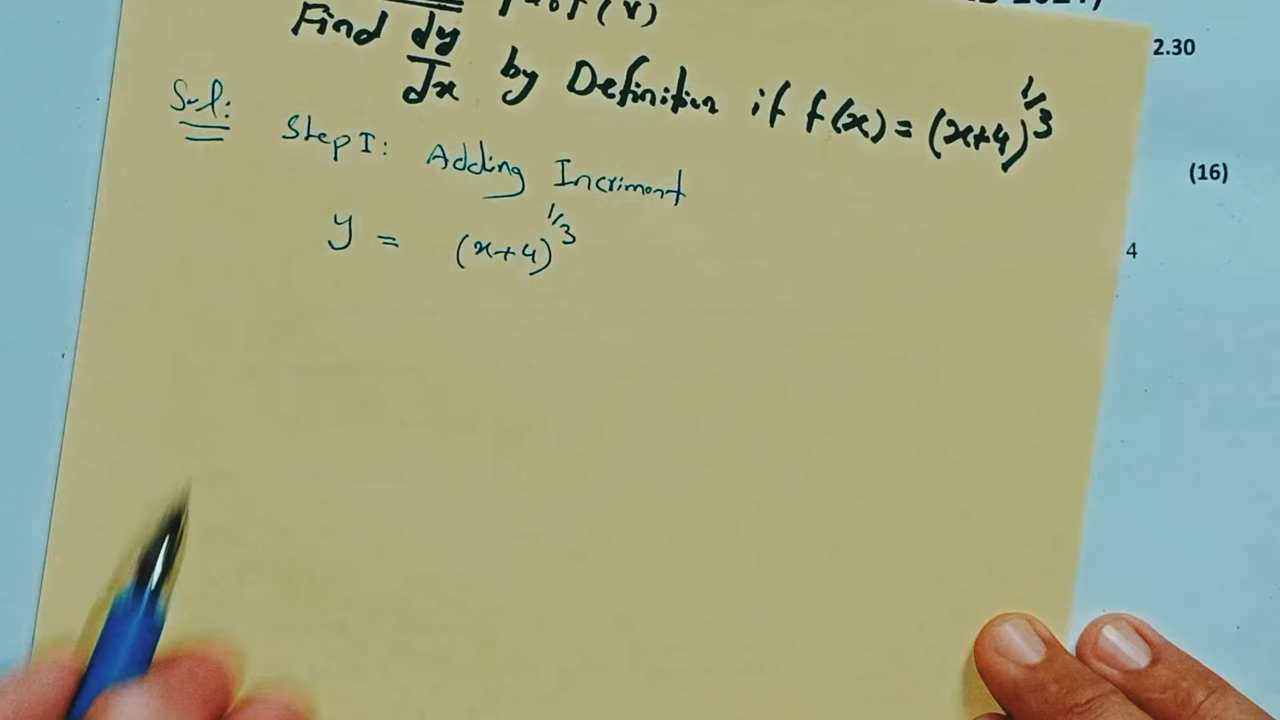 Find dy/dx by Definition if f(x) = (x+4)^1/3
2.30
Sol:
Step I: Adding Incriment
(16)
y = (x+4)^1/3
4